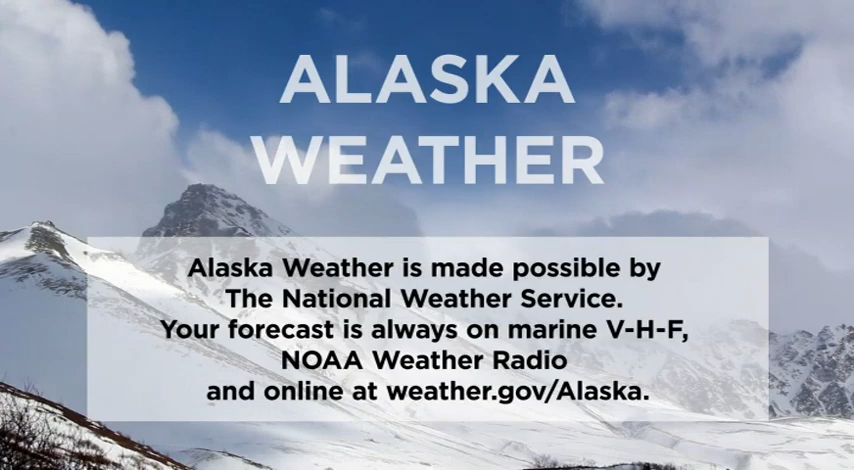 ALASKA
WEATHER
Alaska Weather is made possible by
The National Weather Service.
Your forecast is always on marine V-H-F,
NOAA Weather Radio
and online at weather.gov/Alaska.